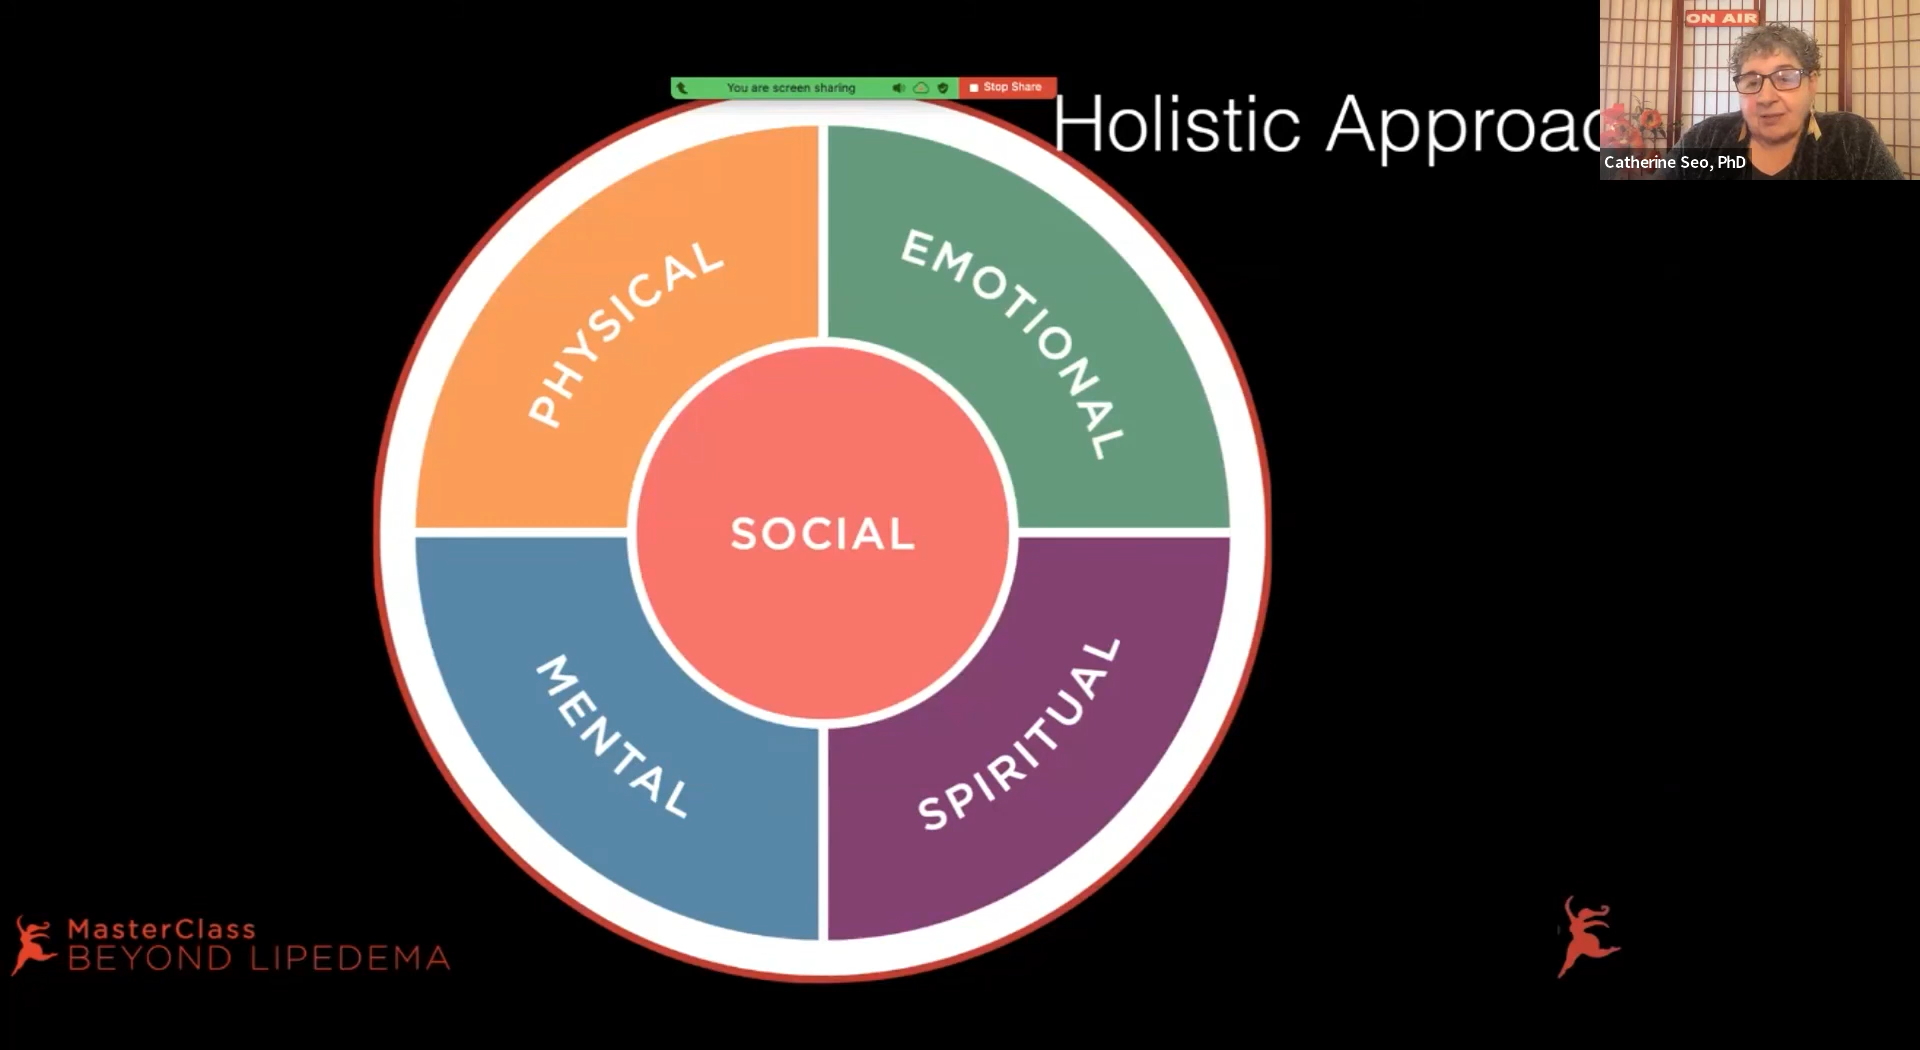 ON AIR
You are screen sharing
Stop Share
Holistic Approac
Catherine Seo, PhD
PHYSICAL
EMOTIONAL
SOCIAL
MENTAL
SPIRITUAL
MasterClass
BEYOND LIPEDEMA